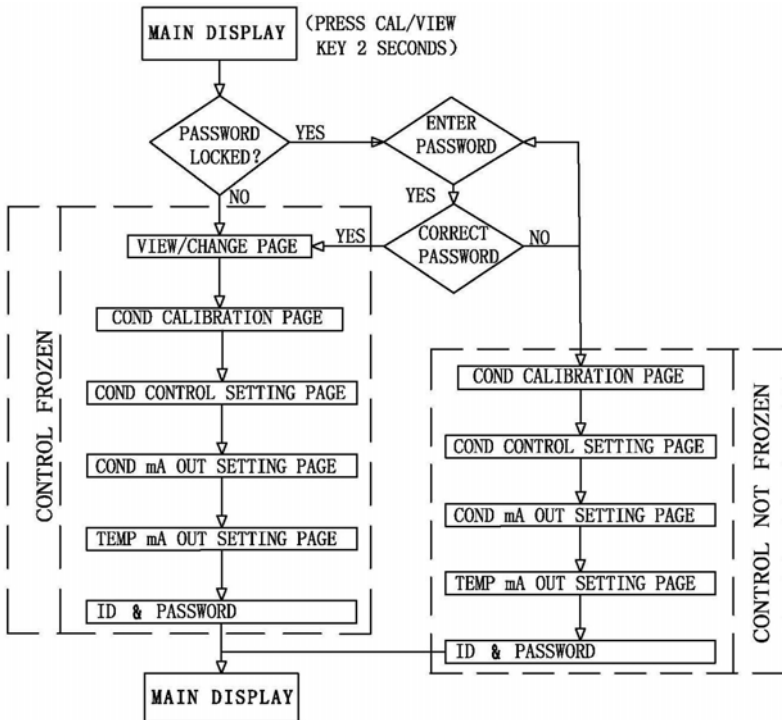 MAIN DISPLAY
(PRESS CAL/VIEW
KEY 2 SECONDS)
PASSWORD
LOCKED?
YES
ENTER
PASSWORD
NO
YES
VIEW/CHANGE PAGE
YES
CORRECT
PASSWORD
NO
COND CALIBRATION PAGE
COND CONTROL SETTING PAGE
COND mA OUT SETTING PAGE
TEMP mA OUT SETTING PAGE
ID & PASSWORD
CONTROL FROZEN
COND CALIBRATION PAGE
COND CONTROL SETTING PAGE
COND mA OUT SETTING PAGE
TEMP mA OUT SETTING PAGE
ID & PASSWORD
CONTROL NOT FROZEN
MAIN DISPLAY